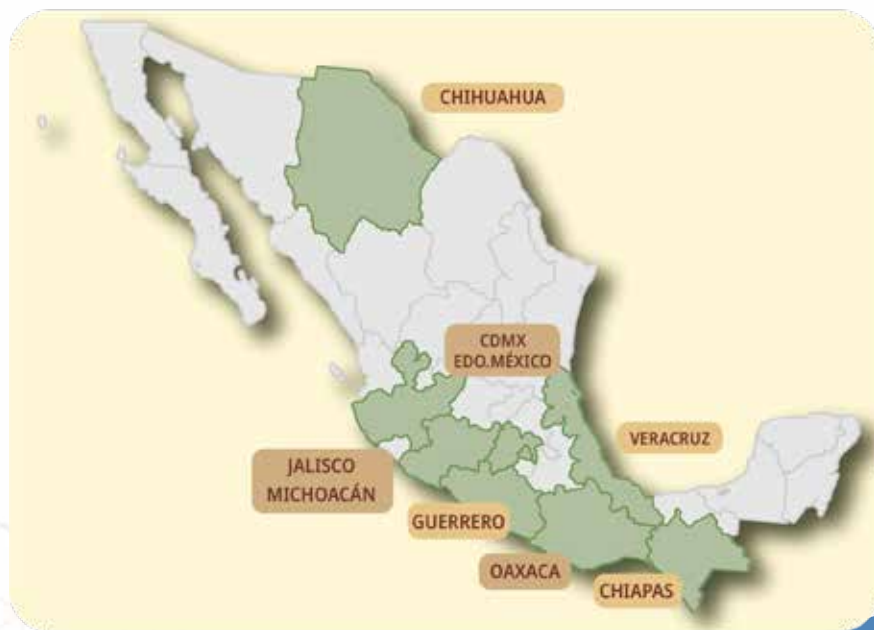 CHIHUAHUA
CDMX
EDO.MÉXICO
VERACRUZ
JALISCO
MICHOACÁN
GUERRERO
OAXACA
CHIAPAS